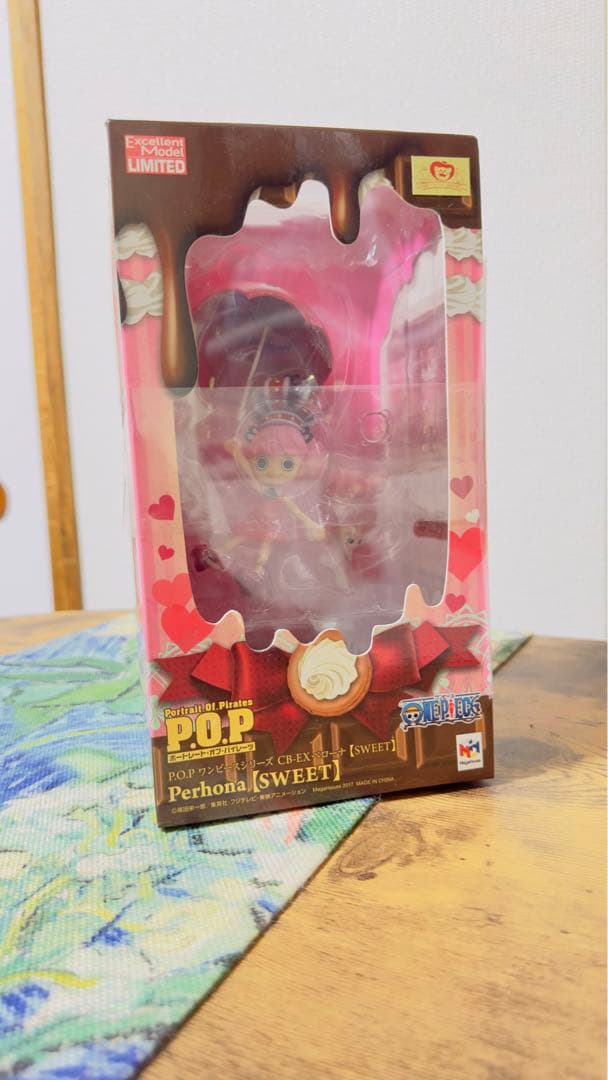 Excellent
Model
LIMITED
Portrait Of Pirates
P.O.P
ポートレート・オブ・パイレーツ
ONE PIECE
P.O.P ワンピースシリーズ CB-EX ペローナ【SWEET】
Perhona【SWEET】
©尾田栄一郎／集英社・フジテレビ・東映アニメーション MegaHouse 2017 MADE IN CHINA
MegaHouse